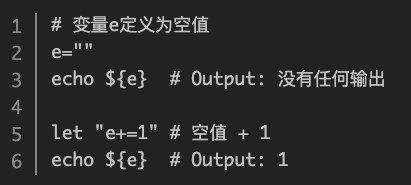 1 # 变量e定义为空值
2 e=""
3 echo ${e}  # Output: 没有任何输出
4
5 let "e+=1" # 空值 + 1
6 echo ${e}  # Output: 1